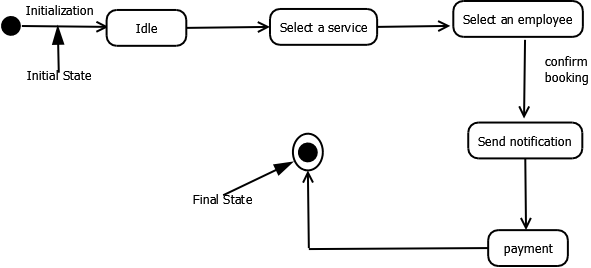 Initialization
Idle
Select a service
Select an employee
Initial State
confirm
booking
Send notification
Final State
payment